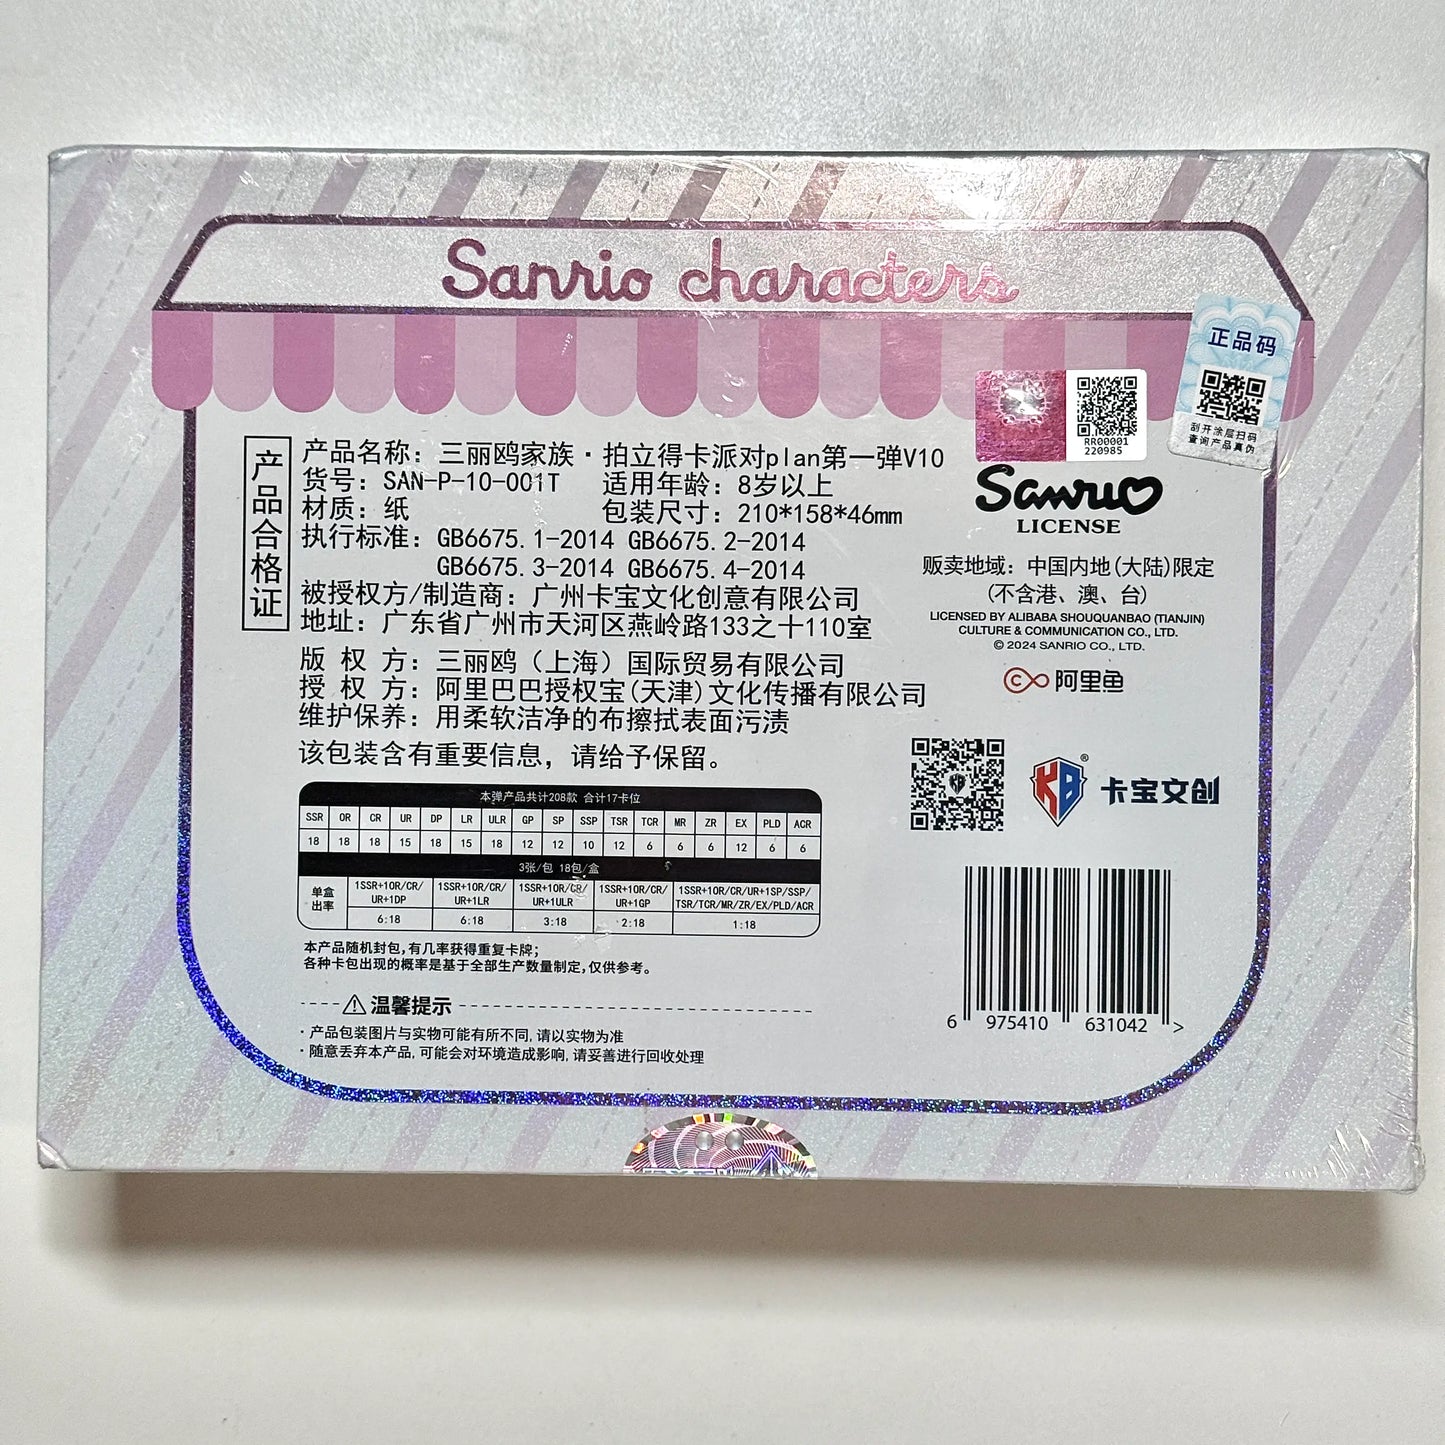 Sanrio characters
正品码
刮开涂层扫码
查询产品真伪
RR00001
220985
产品合格证
产品名称：三丽鸥家族·拍立得卡派对plan第一弹V10
货号：SAN-P-10-001T 适用年龄：8岁以上
材质：纸 包装尺寸：210*158*46mm
执行标准：GB6675.1-2014 GB6675.2-2014
GB6675.3-2014 GB6675.4-2014
被授权方/制造商：广州卡宝文化创意有限公司
地址：广东省广州市天河区燕岭路133之十110室
版权方：三丽鸥（上海）国际贸易有限公司
授权方：阿里巴巴授权宝(天津)文化传播有限公司
维护保养：用柔软洁净的布擦拭表面污渍
该包装含有重要信息，请给予保留。
Sanrio
LICENSE
贩卖地域：中国内地(大陆)限定
(不含港、澳、台)
LICENSED BY ALIBABA SHOUQUANBAO (TIANJIN)
CULTURE & COMMUNICATION CO., LTD.
© 2024 SANRIO CO., LTD.
阿里鱼
KB® 卡宝文创
本弹产品共计208款 合计17卡位
SSR OR CR UR DP LR ULR GP SP SSP TSR TCR MR ZR EX PLD ACR
18 18 18 15 18 15 18 12 12 10 12 6 6 6 12 6 6
3张/包 18包/盒
单盒
出率
1SSR+1OR/CR/ 1SSR+1OR/CR/ 1SSR+1OR/CR/ 1SSR+1OR/CR/ 1SSR+1OR/CR/UR+1SP/SSP/
UR+1DP UR+1LR UR+1ULR UR+1GP TSR/TCR/MR/ZR/EX/PLD/ACR
6:18 6:18 3:18 2:18 1:18
本产品随机封包,有几率获得重复卡牌;
各种卡包出现的概率是基于全部生产数量制定,仅供参考。
温馨提示
·产品包装图片与实物可能有所不同,请以实物为准
·随意丢弃本产品,可能会对环境造成影响,请妥善进行回收处理
6 975410 631042 >